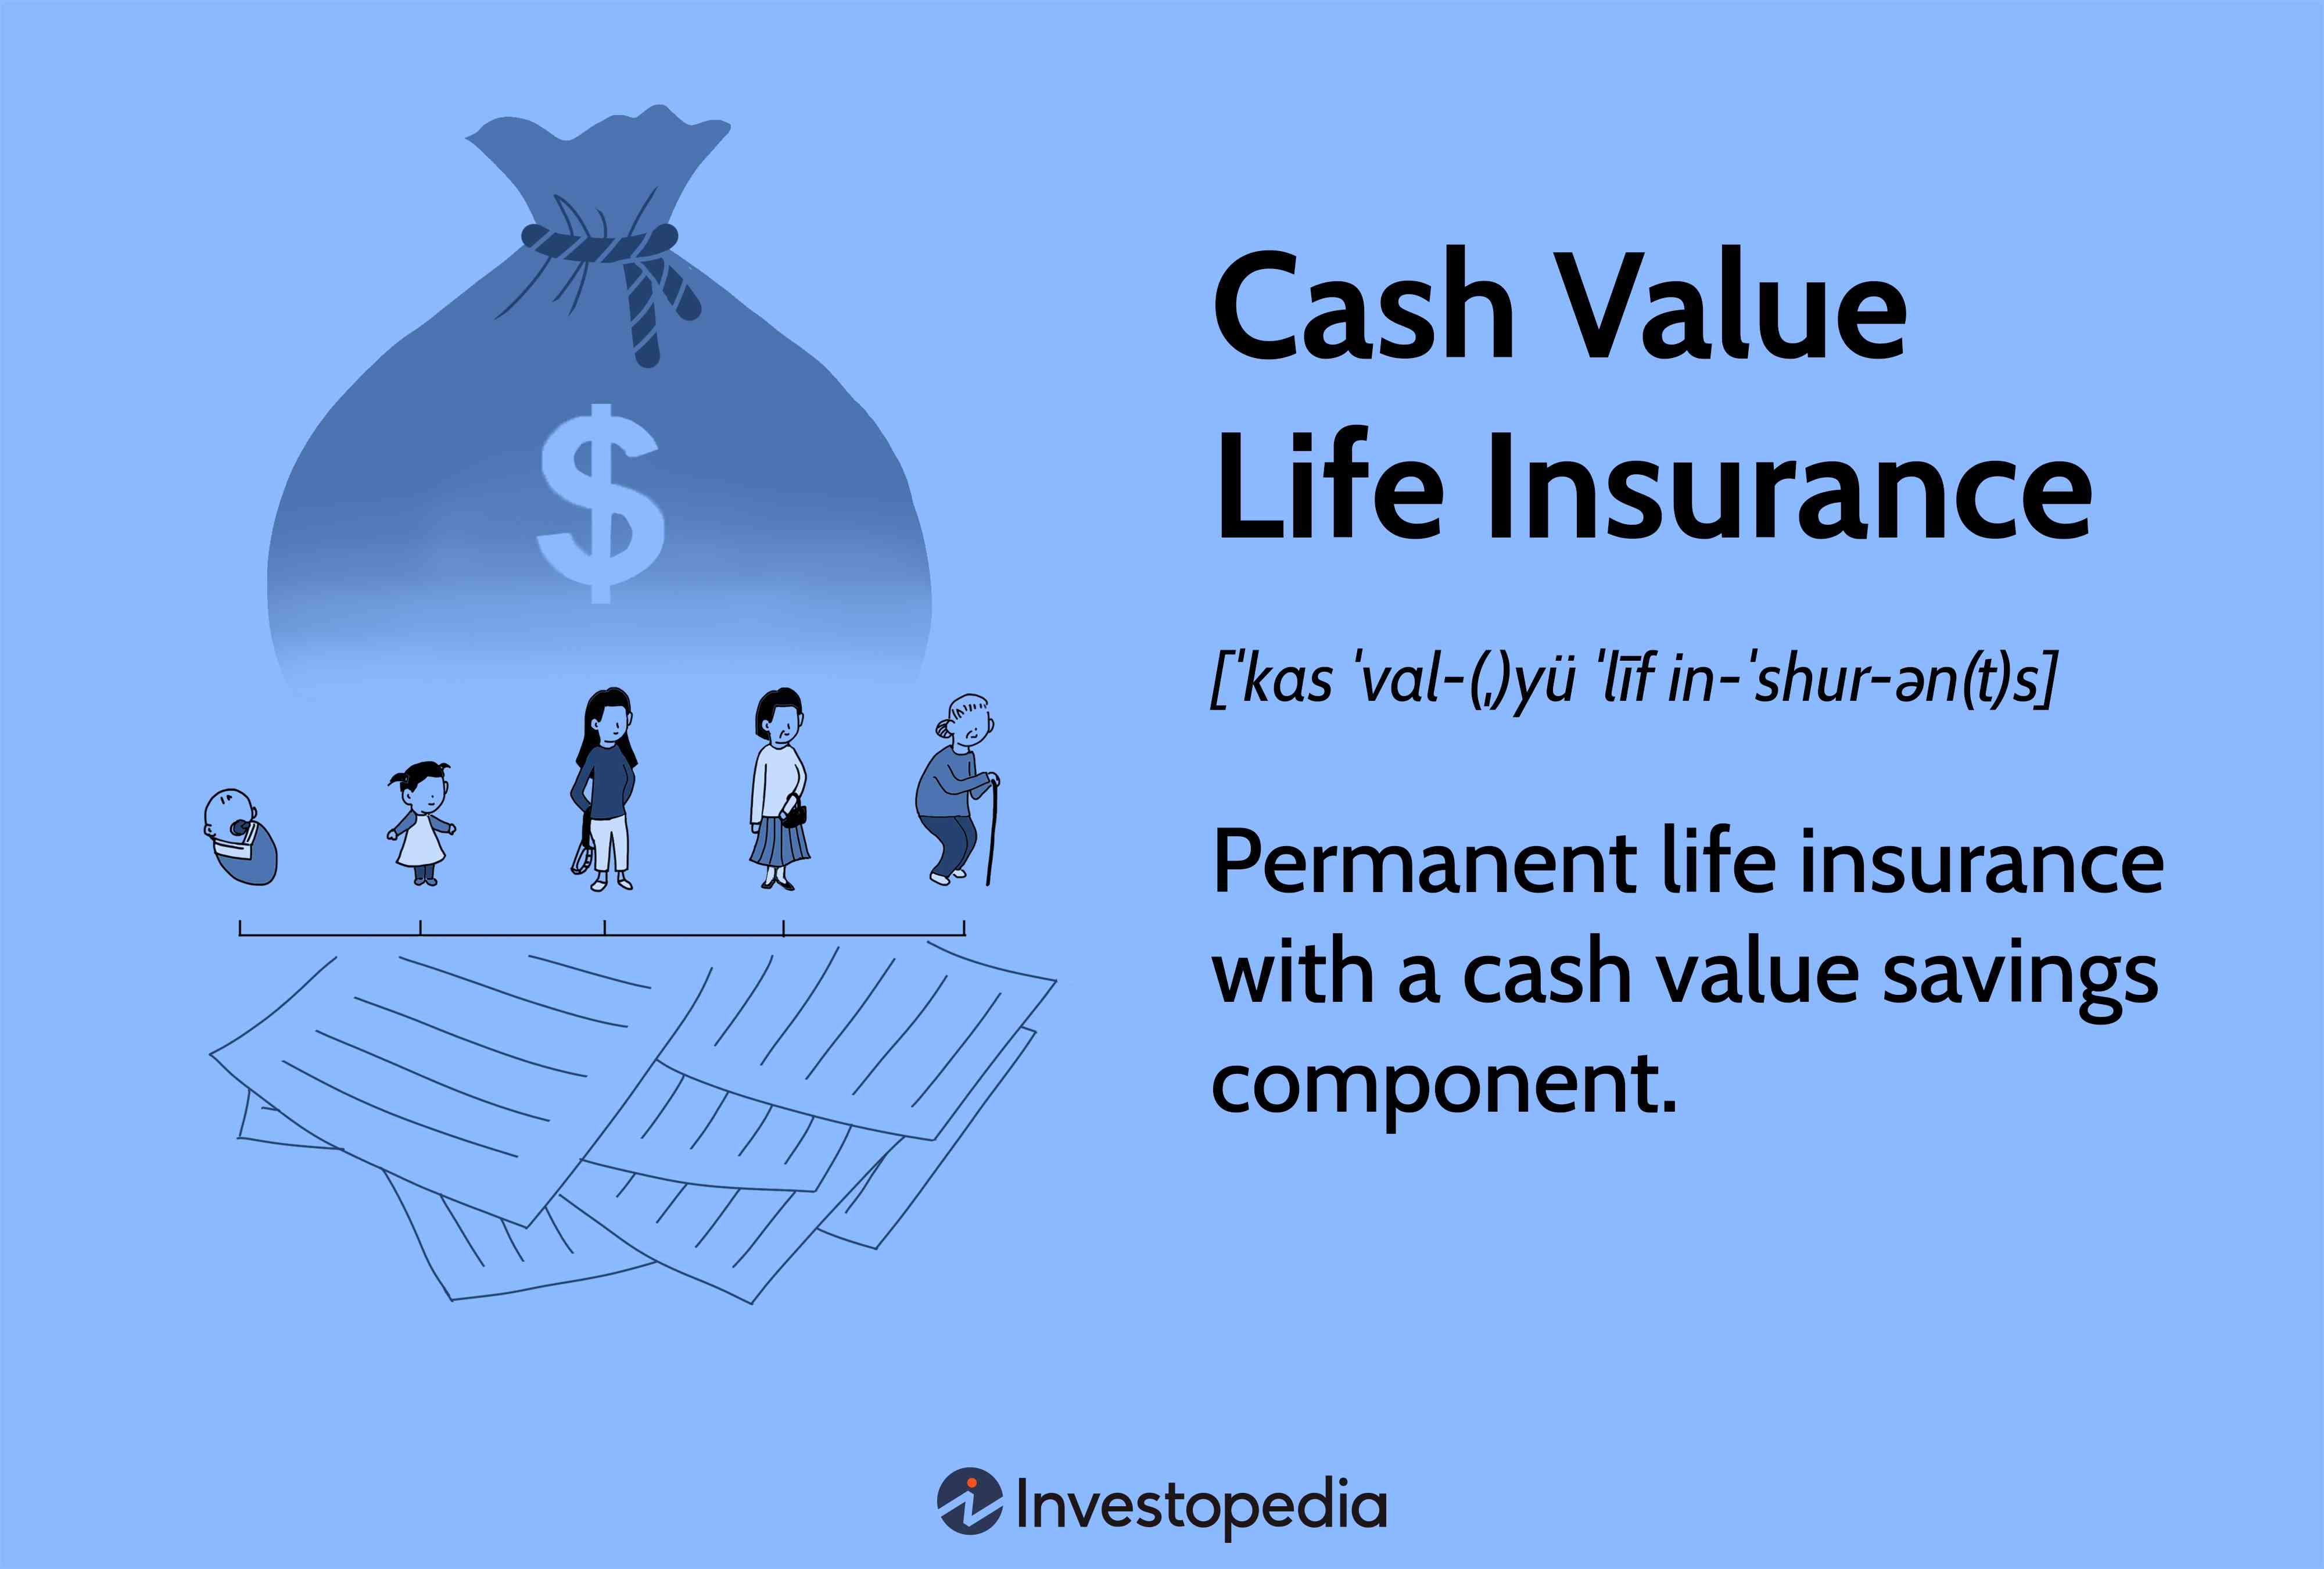 $
Cash Value
Life Insurance
[ˈkas ˈval-(ˌ)yü ˈlīf in-ˈshur-ən(t)s]
Permanent life insurance
with a cash value savings
component.
Investopedia